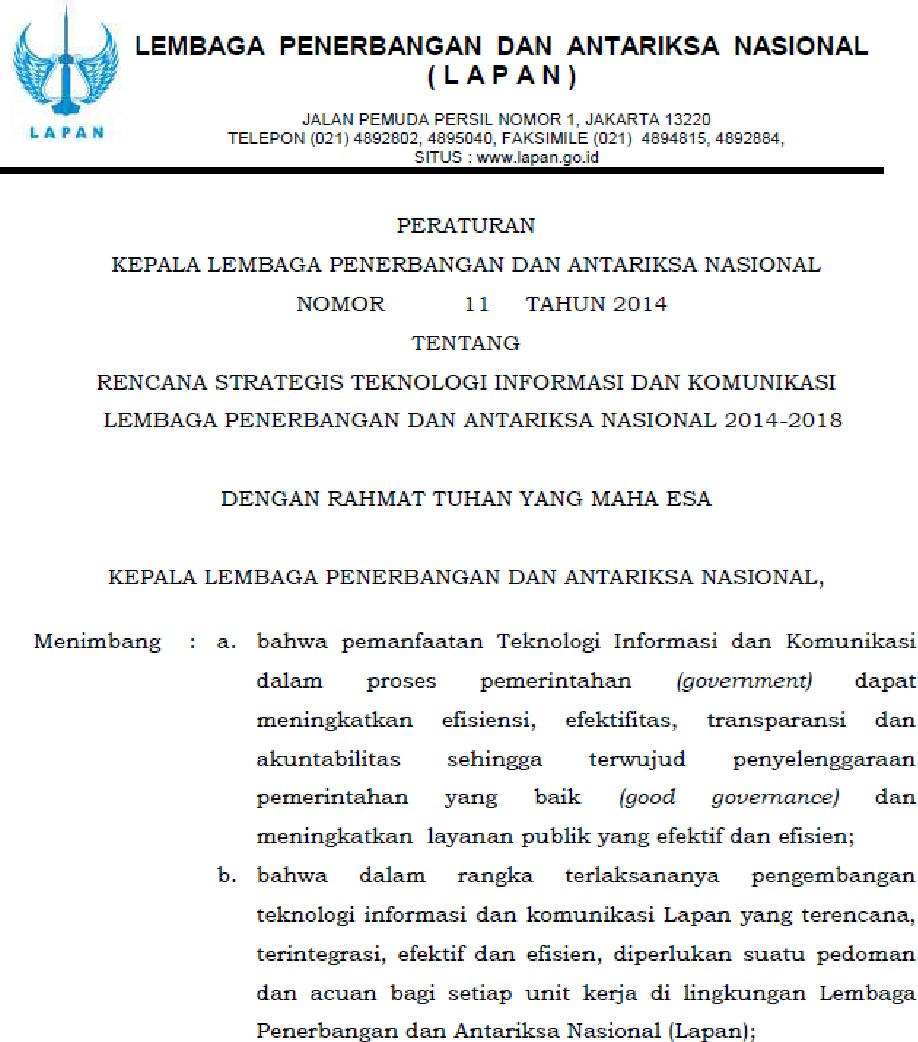 LEMBAGA PENERBANGAN DAN ANTARIKSA NASIONAL
( L A P A N )
LAPAN
JALAN PEMUDA PERSIL NOMOR 1, JAKARTA 13220
TELEPON (021) 4892802, 4895040, FAKSIMILE (021) 4894815, 4892884,
SITUS : www.lapan.go.id
PERATURAN
KEPALA LEMBAGA PENERBANGAN DAN ANTARIKSA NASIONAL
NOMOR 11 TAHUN 2014
TENTANG
RENCANA STRATEGIS TEKNOLOGI INFORMASI DAN KOMUNIKASI
LEMBAGA PENERBANGAN DAN ANTARIKSA NASIONAL 2014-2018
DENGAN RAHMAT TUHAN YANG MAHA ESA
KEPALA LEMBAGA PENERBANGAN DAN ANTARIKSA NASIONAL,
Menimbang : a. bahwa pemanfaatan Teknologi Informasi dan Komunikasi
dalam proses pemerintahan (government) dapat
meningkatkan efisiensi, efektifitas, transparansi dan
akuntabilitas sehingga terwujud penyelenggaraan
pemerintahan yang baik (good governance) dan
meningkatkan layanan publik yang efektif dan efisien;
b. bahwa dalam rangka terlaksananya pengembangan
teknologi informasi dan komunikasi Lapan yang terencana,
terintegrasi, efektif dan efisien, diperlukan suatu pedoman
dan acuan bagi setiap unit kerja di lingkungan Lembaga
Penerbangan dan Antariksa Nasional (Lapan);